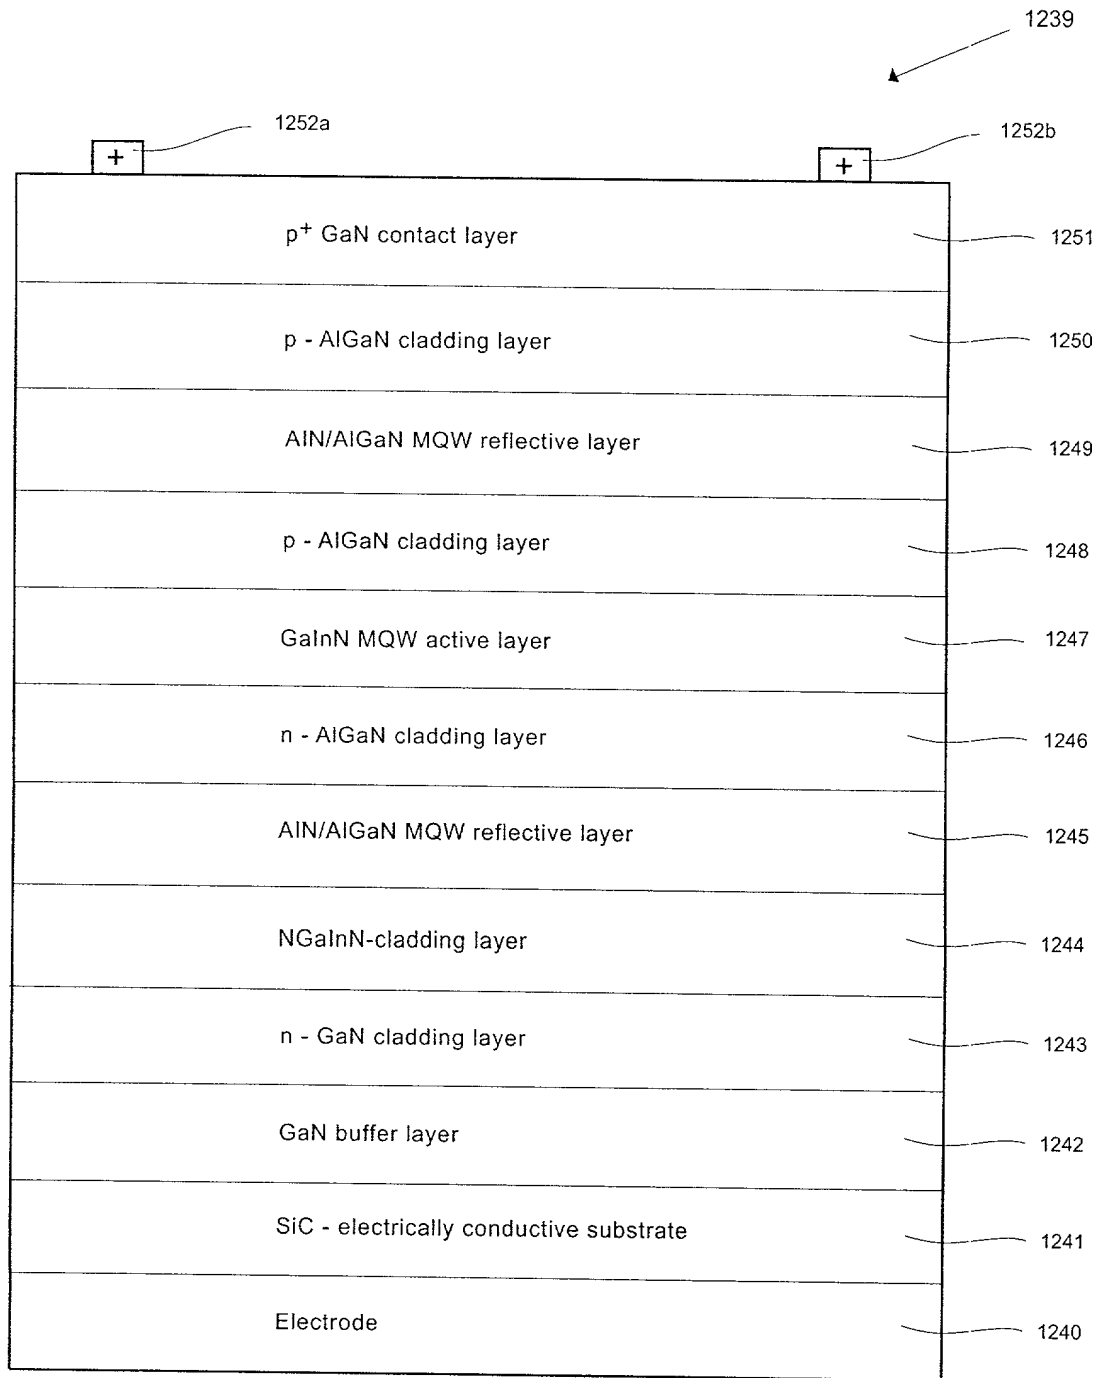 1239
1252a
1252b
+
+
p+ GaN contact layer 1251
p - AlGaN cladding layer 1250
AlN/AlGaN MQW reflective layer 1249
p - AlGaN cladding layer 1248
GaInN MQW active layer 1247
n - AlGaN cladding layer 1246
AlN/AlGaN MQW reflective layer 1245
NGaInN-cladding layer 1244
n - GaN cladding layer 1243
GaN buffer layer 1242
SiC - electrically conductive substrate 1241
Electrode 1240